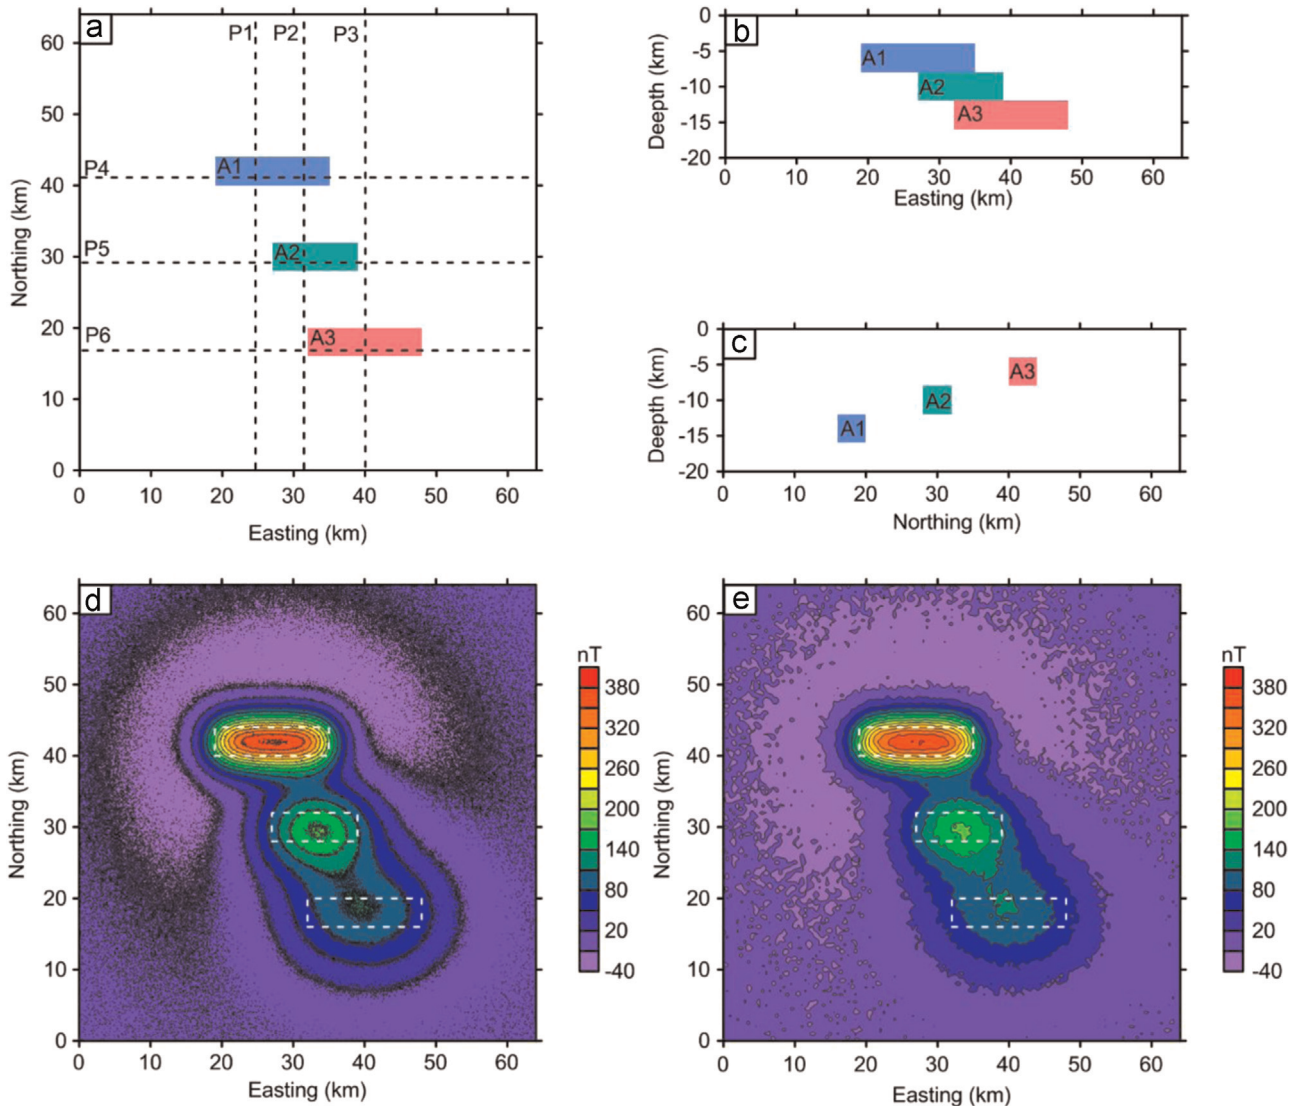 a
P1 P2 P3
60
50
40
30
20
10
0
P4
P5
P6
A1
A2
A3
Northing (km)
0 10 20 30 40 50 60
Easting (km)
b
0
-5
-10
-15
-20
A1
A2
A3
Deepth (km)
0 10 20 30 40 50 60
Easting (km)
c
0
-5
-10
-15
-20
A3
A2
A1
Deepth (km)
0 10 20 30 40 50 60
Northing (km)
d
60
50
40
30
20
10
0
Northing (km)
0 10 20 30 40 50 60
Easting (km)
nT
380
320
260
200
140
80
20
-40
e
60
50
40
30
20
10
0
Northing (km)
0 10 20 30 40 50 60
Easting (km)
nT
380
320
260
200
140
80
20
-40